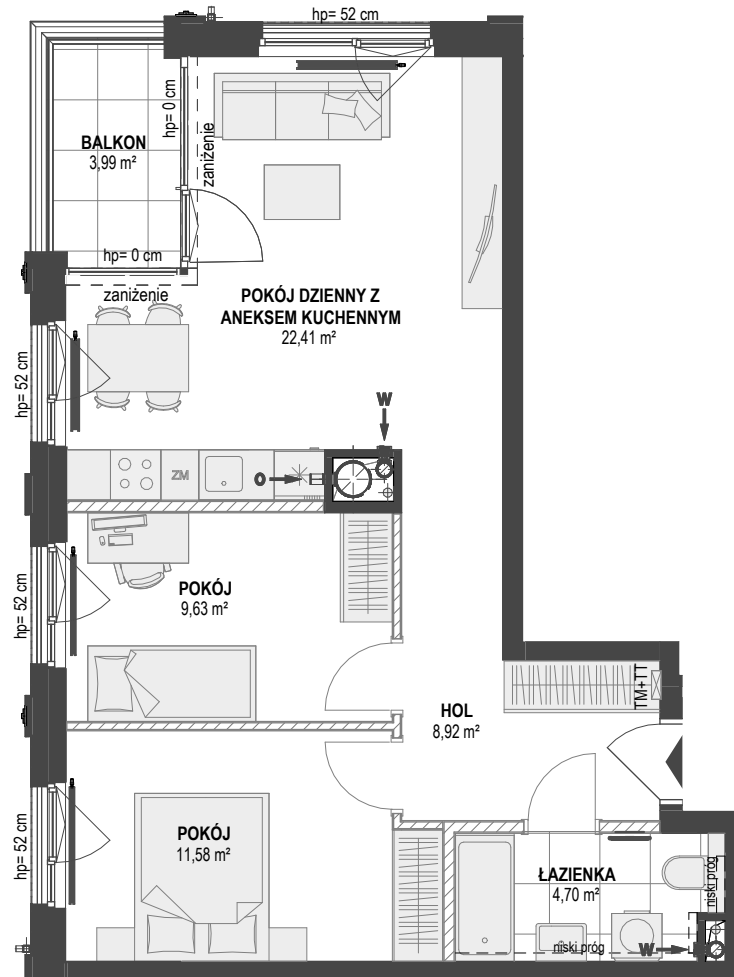 hp= 52 cm
BALKON
3,99 m²
hp= 0 cm
zaniżenie
hp= 0 cm
zaniżenie
POKÓJ DZIENNY Z
ANEKSEM KUCHENNYM
22,41 m²
hp= 52 cm
W
ZM
O
POKÓJ
9,63 m²
hp= 52 cm
TM+TT
HOL
8,92 m²
POKÓJ
11,58 m²
hp= 52 cm
ŁAZIENKA
4,70 m²
niski próg
niski próg
W